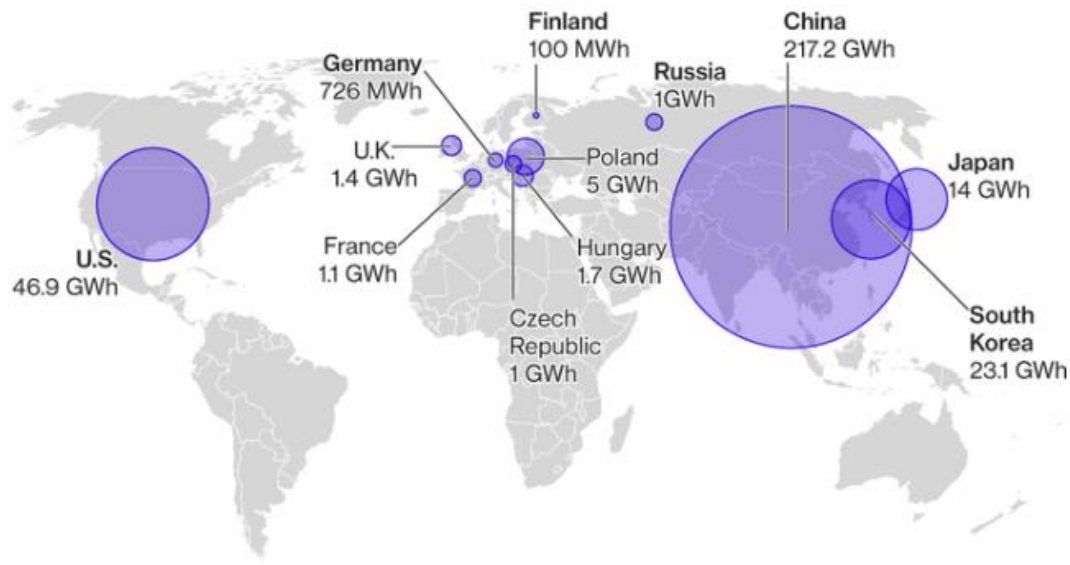 Finland
100 MWh
China
217.2 GWh
Germany
726 MWh
Russia
1GWh
U.K.
1.4 GWh
Poland
5 GWh
Japan
14 GWh
France
1.1 GWh
Hungary
1.7 GWh
U.S.
46.9 GWh
Czech
Republic
1 GWh
South
Korea
23.1 GWh